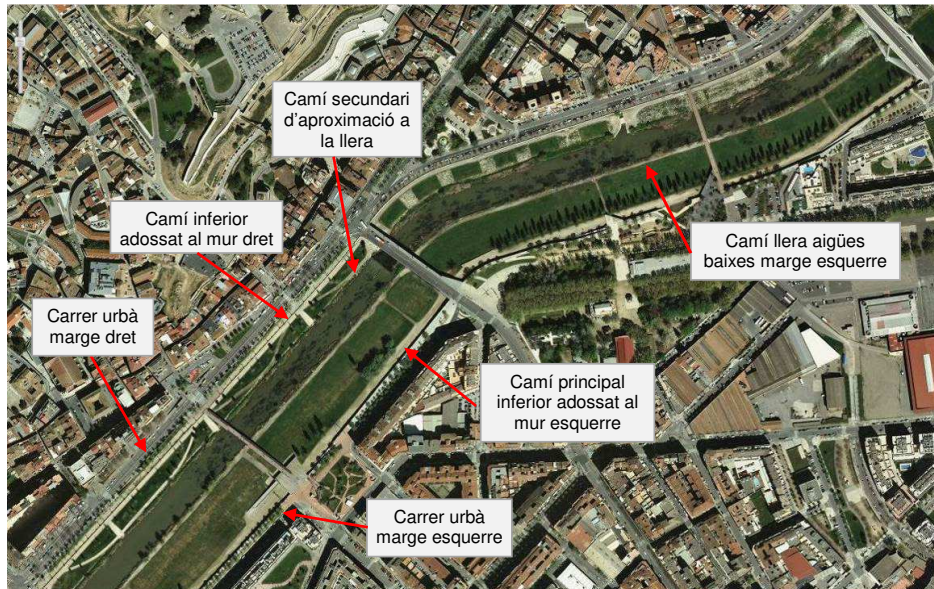 Camí secundari
d'aproximació a
la llera
Camí inferior
adossat al mur dret
Camí llera aigües
baixes marge esquerre
Carrer urbà
marge dret
Camí principal
inferior adossat al
mur esquerre
Carrer urbà
marge esquerre